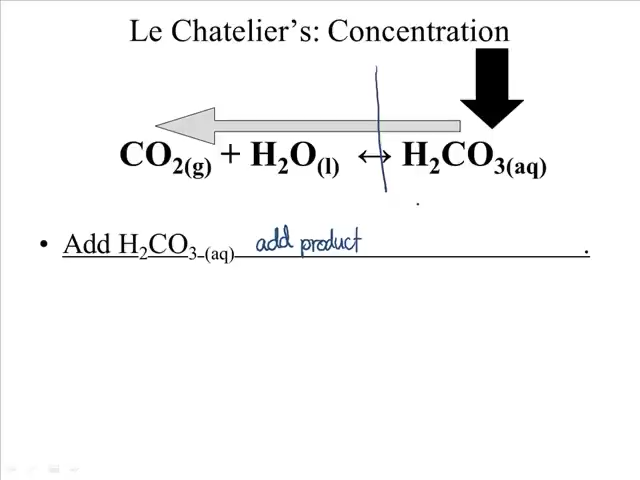 Le Chatelier's: Concentration
CO₂(g) + H₂O(l) ↔ H₂CO₃(aq)
• Add H₂CO₃-(aq) add product .